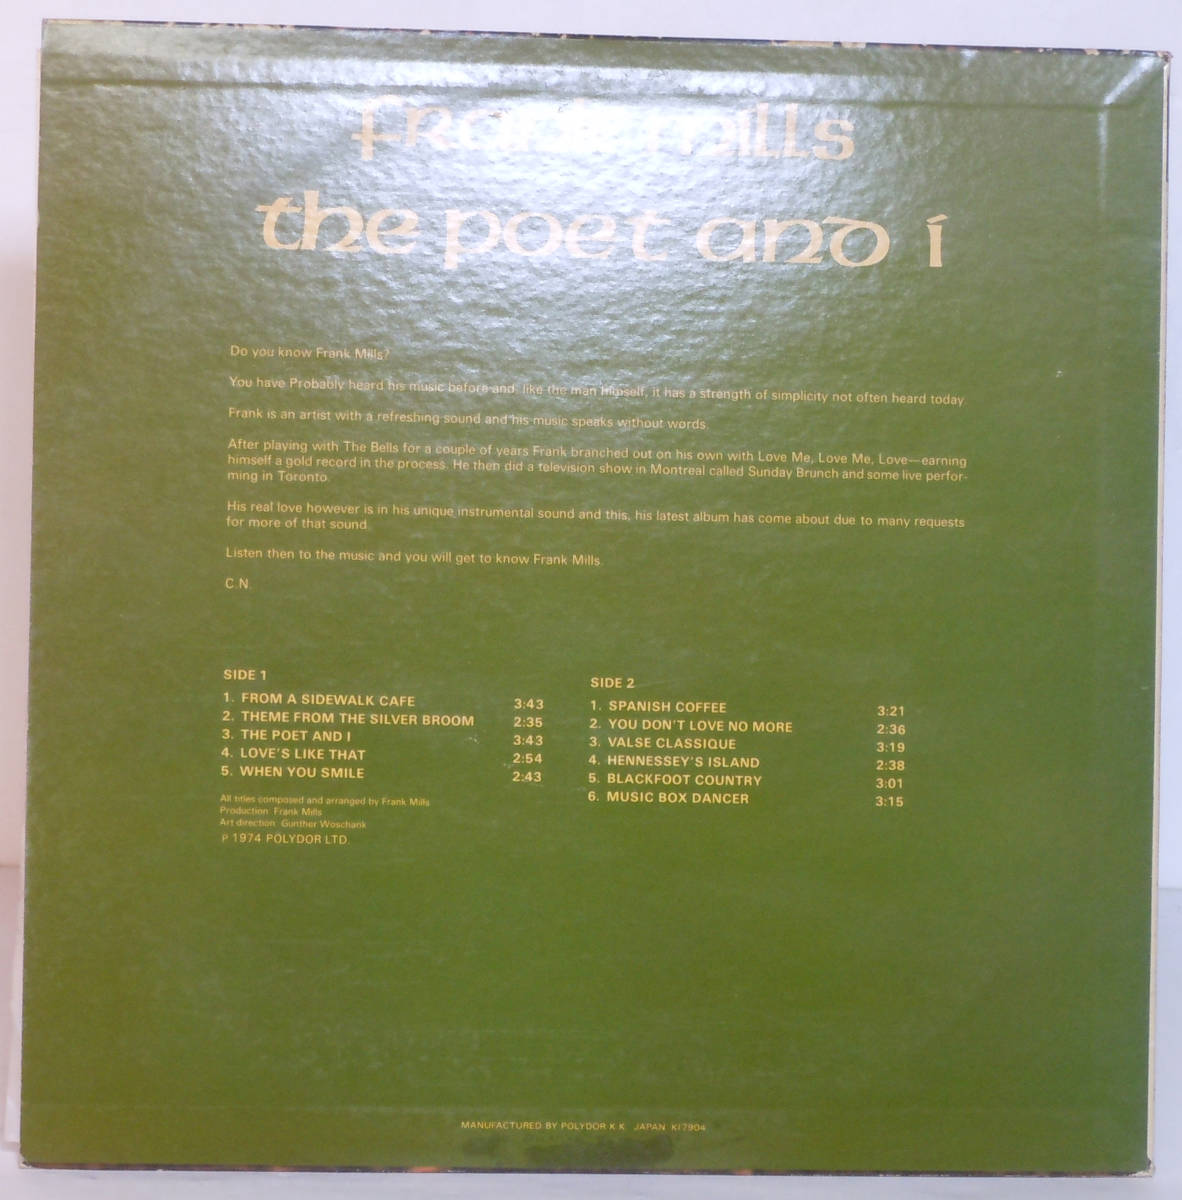 frank mills
the poet and i
Do you know Frank Mills?
You have Probably heard his music before and, like the man himself, it has a strength of simplicity not often heard today.
Frank is an artist with a refreshing sound and his music speaks without words.
After playing with The Bells for a couple of years Frank branched out on his own with Love Me, Love Me, Love—earning
himself a gold record in the process. He then did a television show in Montreal called Sunday Brunch and some live perfor-
ming in Toronto.
His real love however is in his unique instrumental sound and this, his latest album has come about due to many requests
for more of that sound.
Listen then to the music and you will get to know Frank Mills.
C.N.
SIDE 1
1. FROM A SIDEWALK CAFE 3:43
2. THEME FROM THE SILVER BROOM 2:35
3. THE POET AND I 3:43
4. LOVE'S LIKE THAT 2:54
5. WHEN YOU SMILE 2:43
All titles composed and arranged by Frank Mills
Production: Frank Mills
Art direction: Gunther Woschank
P 1974 POLYDOR LTD.
SIDE 2
1. SPANISH COFFEE 3:21
2. YOU DON'T LOVE NO MORE 2:36
3. VALSE CLASSIQUE 3:19
4. HENNESSEY'S ISLAND 2:38
5. BLACKFOOT COUNTRY 3:01
6. MUSIC BOX DANCER 3:15
MANUFACTURED BY POLYDOR K.K. JAPAN KI7904